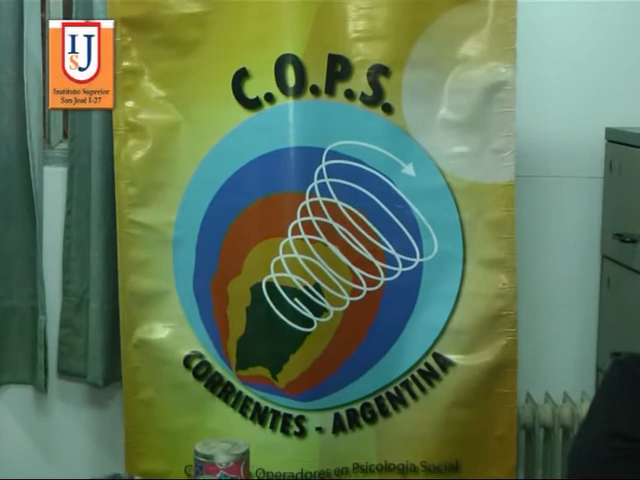 ISJ
Instituto Superior
San José I-27
C.O.P.S.
CORRIENTES - ARGENTINA
Operadores en Psicología Social